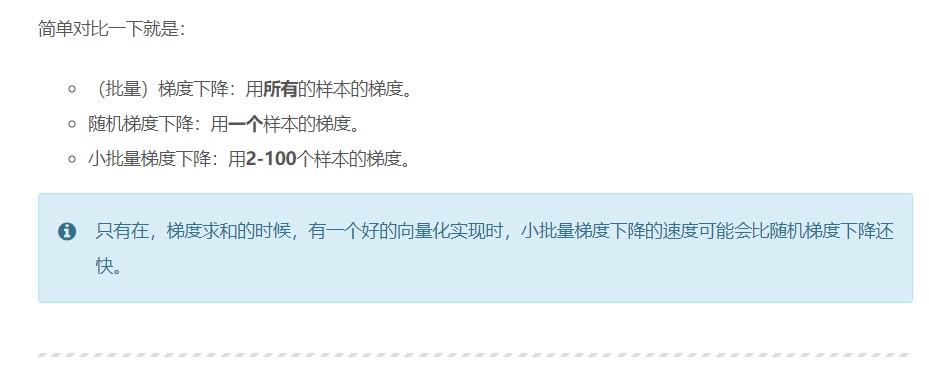 简单对比一下就是：
（批量）梯度下降：用所有的样本的梯度。
随机梯度下降：用一个样本的梯度。
小批量梯度下降：用2-100个样本的梯度。
只有在，梯度求和的时候，有一个好的向量化实现时，小批量梯度下降的速度可能会比随机梯度下降还
快。